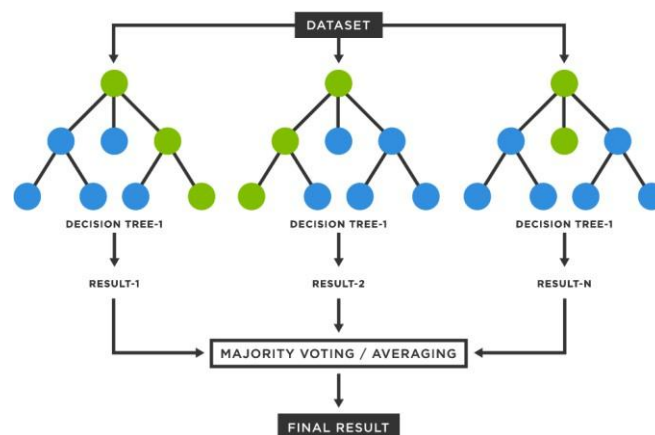 DATASET
DECISION TREE-1
DECISION TREE-1
DECISION TREE-1
RESULT-1
RESULT-2
RESULT-N
MAJORITY VOTING / AVERAGING
FINAL RESULT